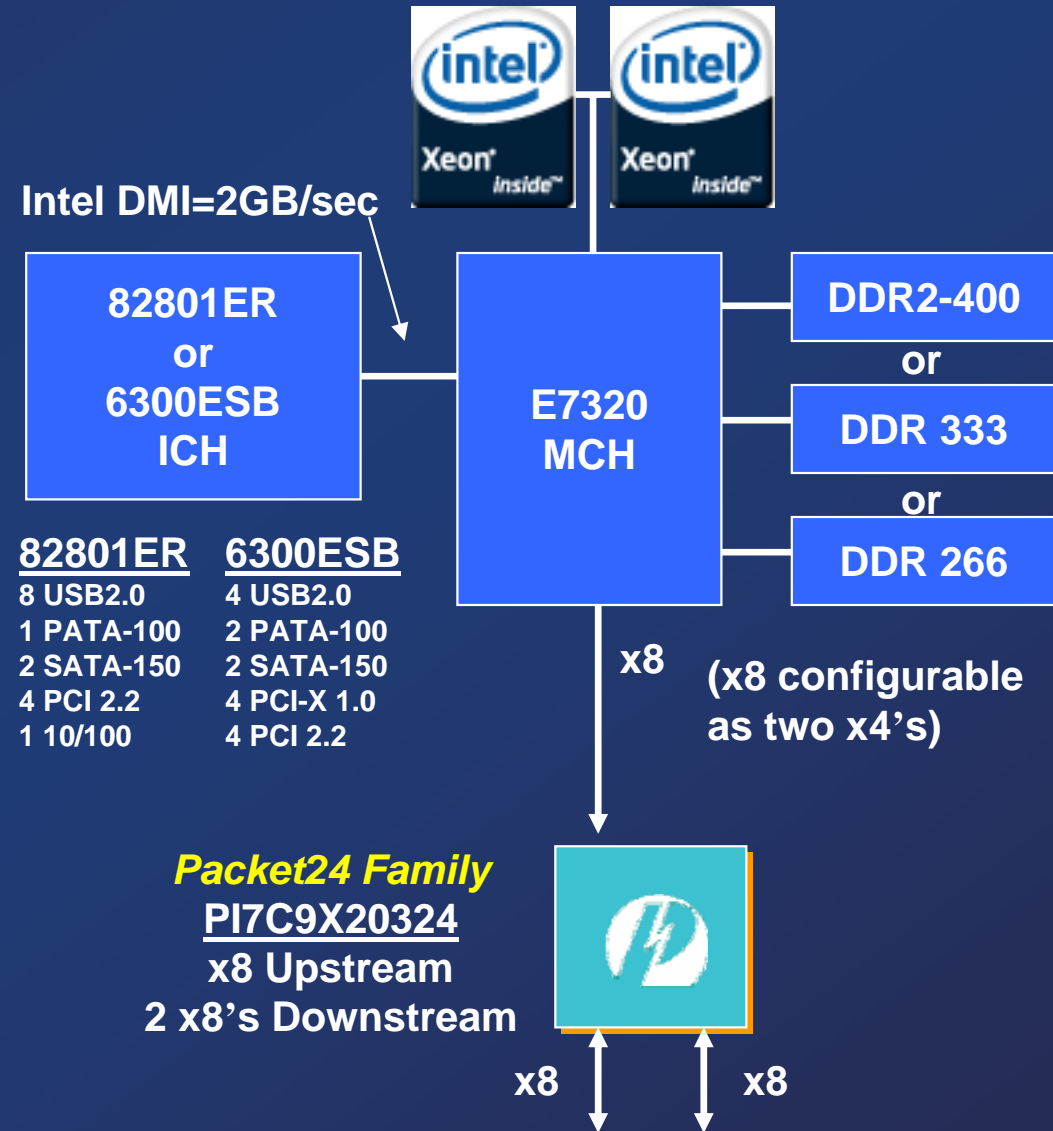 intel intel
Xeon® Xeon®
inside™ inside™
Intel DMI=2GB/sec
82801ER
or
6300ESB
ICH
E7320
MCH
DDR2-400
or
DDR 333
or
DDR 266
82801ER
8 USB2.0
1 PATA-100
2 SATA-150
4 PCI 2.2
1 10/100
6300ESB
4 USB2.0
2 PATA-100
2 SATA-150
4 PCI-X 1.0
4 PCI 2.2
x8
(x8 configurable
as two x4’s)
Packet24 Family
PI7C9X20324
x8 Upstream
2 x8’s Downstream
x8
x8